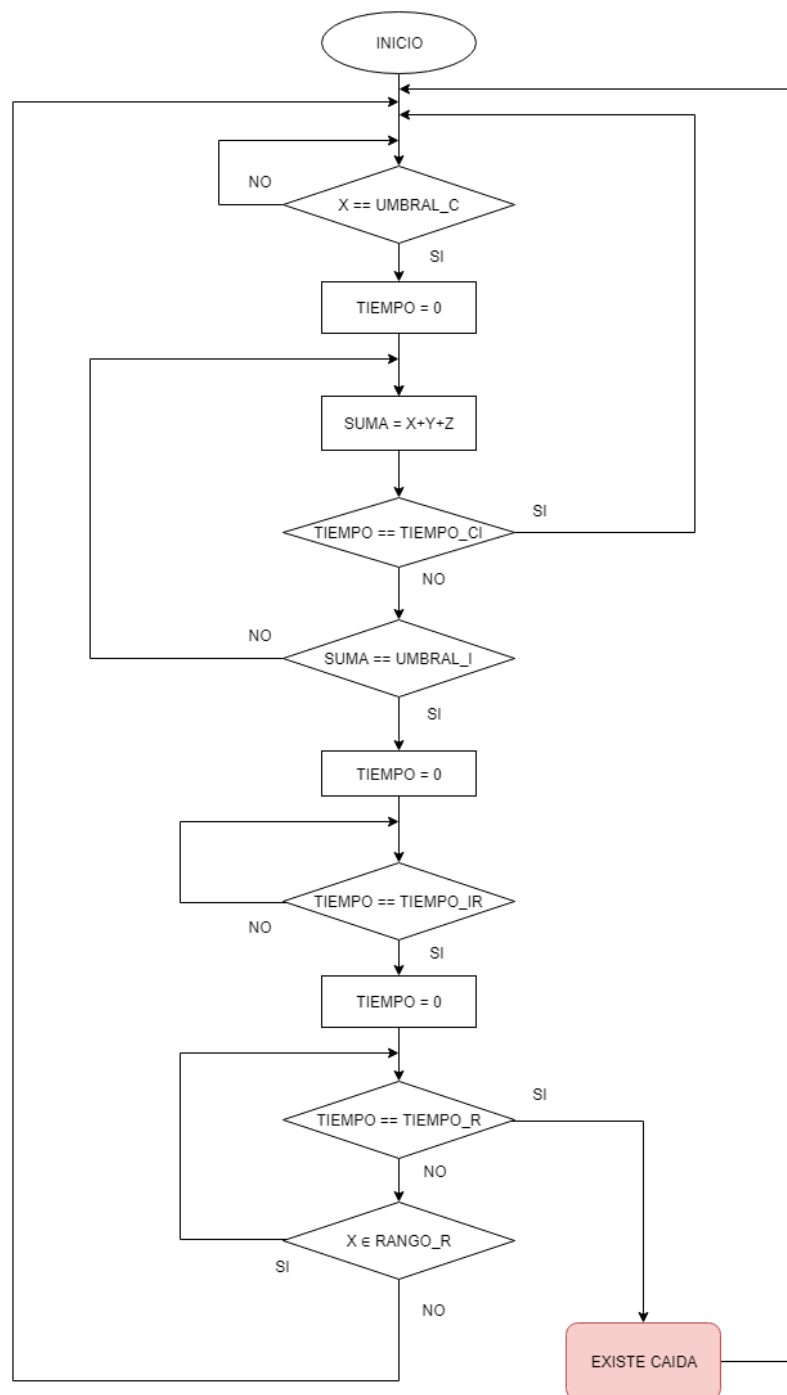 INICIO
NO
X == UMBRAL_C
SI
TIEMPO = 0
SUMA = X+Y+Z
SI
TIEMPO == TIEMPO_CI
NO
NO
SUMA == UMBRAL_I
SI
TIEMPO = 0
TIEMPO == TIEMPO_IR
NO
SI
TIEMPO = 0
SI
TIEMPO == TIEMPO_R
NO
X ∈ RANGO_R
SI
NO
EXISTE CAIDA